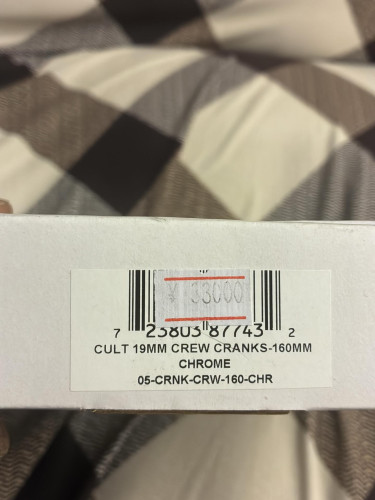 ¥ 33000
7 23803 87743 2
CULT 19MM CREW CRANKS-160MM
CHROME
05-CRNK-CRW-160-CHR